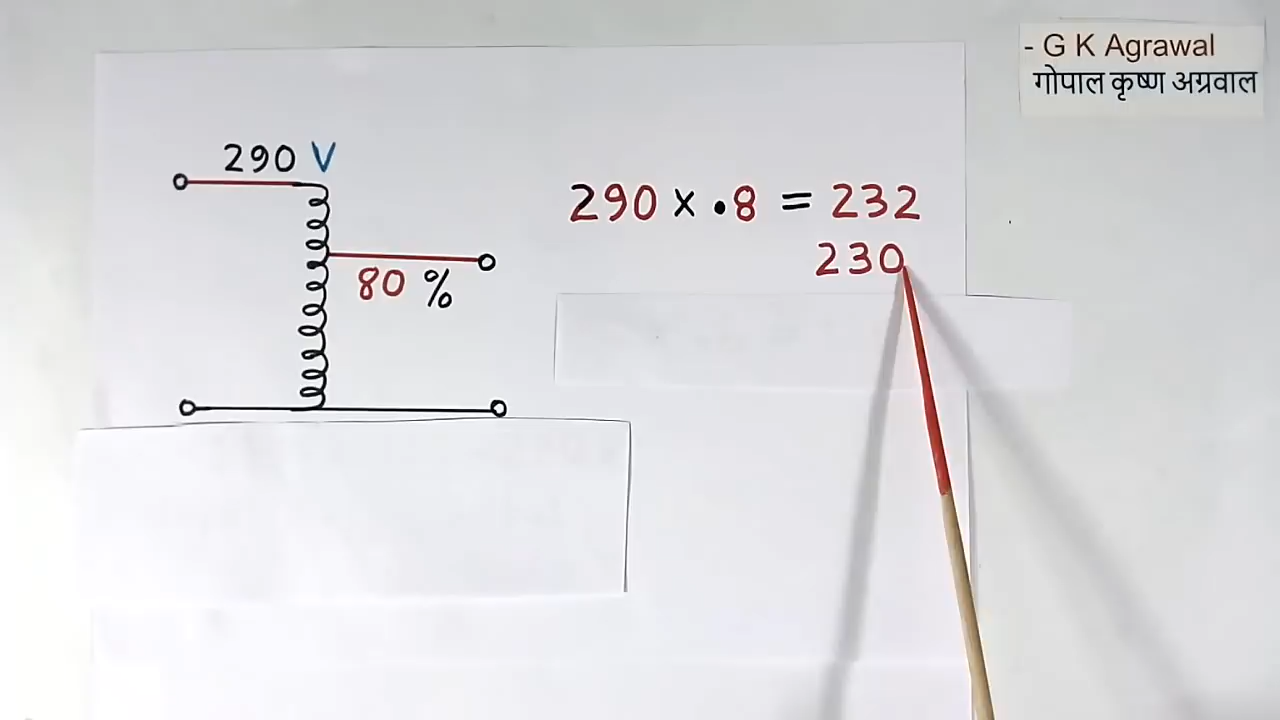 - G K Agrawal
गोपाल कृष्ण अग्रवाल
290 V
80 %
290 x .8 = 232
230